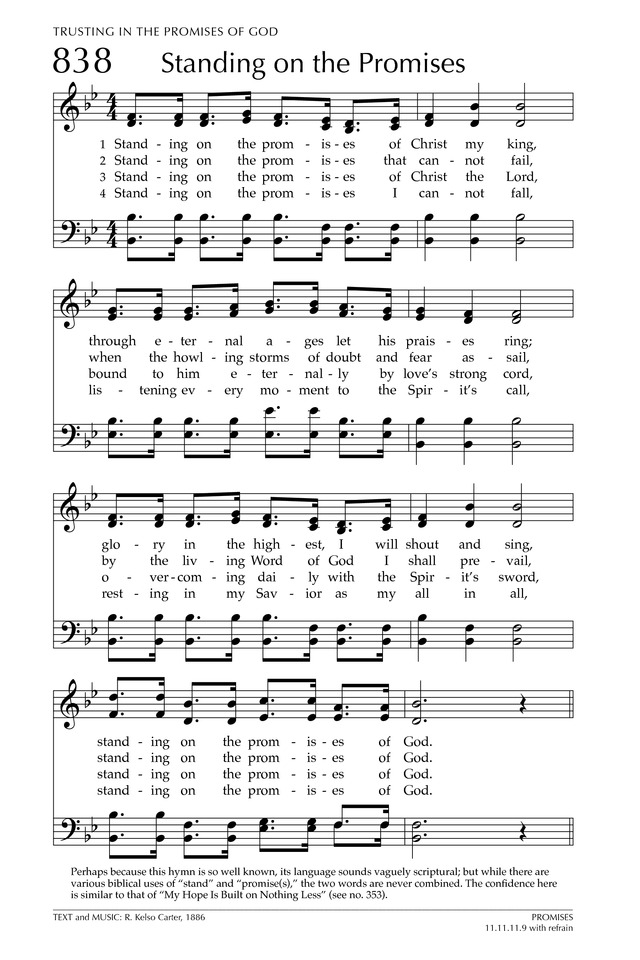 TRUSTING IN THE PROMISES OF GOD
838 Standing on the Promises
1 Stand - ing on the prom - is - es of Christ my king,
2 Stand - ing on the prom - is - es that can - not fail,
3 Stand - ing on the prom - is - es of Christ the Lord,
4 Stand - ing on the prom - is - es I can - not fall,
through e - ter - nal a - ges let his prais - es ring;
when the howl - ing storms of doubt and fear as - sail,
bound to him e - ter - nal - ly by love's strong cord,
lis - tening ev - ery mo - ment to the Spir - it's call,
glo - ry in the high - est, I will shout and sing,
by the liv - ing Word of God I shall pre - vail,
o - ver - com - ing dai - ly with the Spir - it's sword,
rest - ing in my Sav - ior as my all in all,
stand - ing on the prom - is - es of God.
stand - ing on the prom - is - es of God.
stand - ing on the prom - is - es of God.
stand - ing on the prom - is - es of God.
Perhaps because this hymn is so well known, its language sounds vaguely scriptural; but while there are
various biblical uses of “stand” and “promise(s),” the two words are never combined. The confidence here
is similar to that of “My Hope Is Built on Nothing Less” (see no. 353).
TEXT and MUSIC: R. Kelso Carter, 1886 PROMISES
11.11.11.9 with refrain